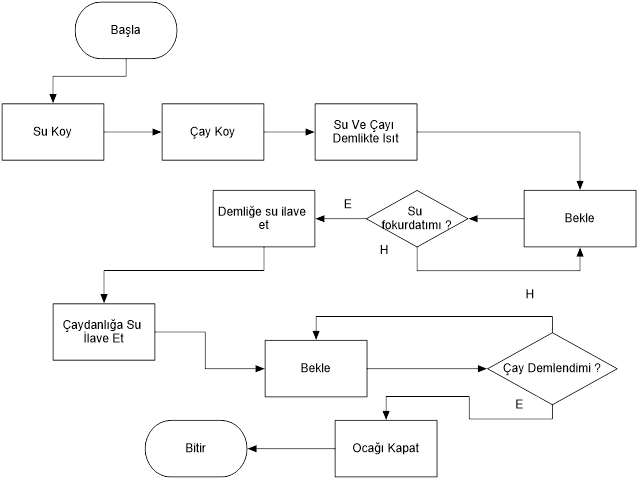 Başla
Su Koy
Çay Koy
Su Ve Çayı
Demlikte Isıt
Bekle
Su
fokurdatımı ?
E
H
Demliğe su ilave
et
Çaydanlığa Su
İlave Et
Bekle
H
Çay Demlendimi ?
E
Ocağı Kapat
Bitir